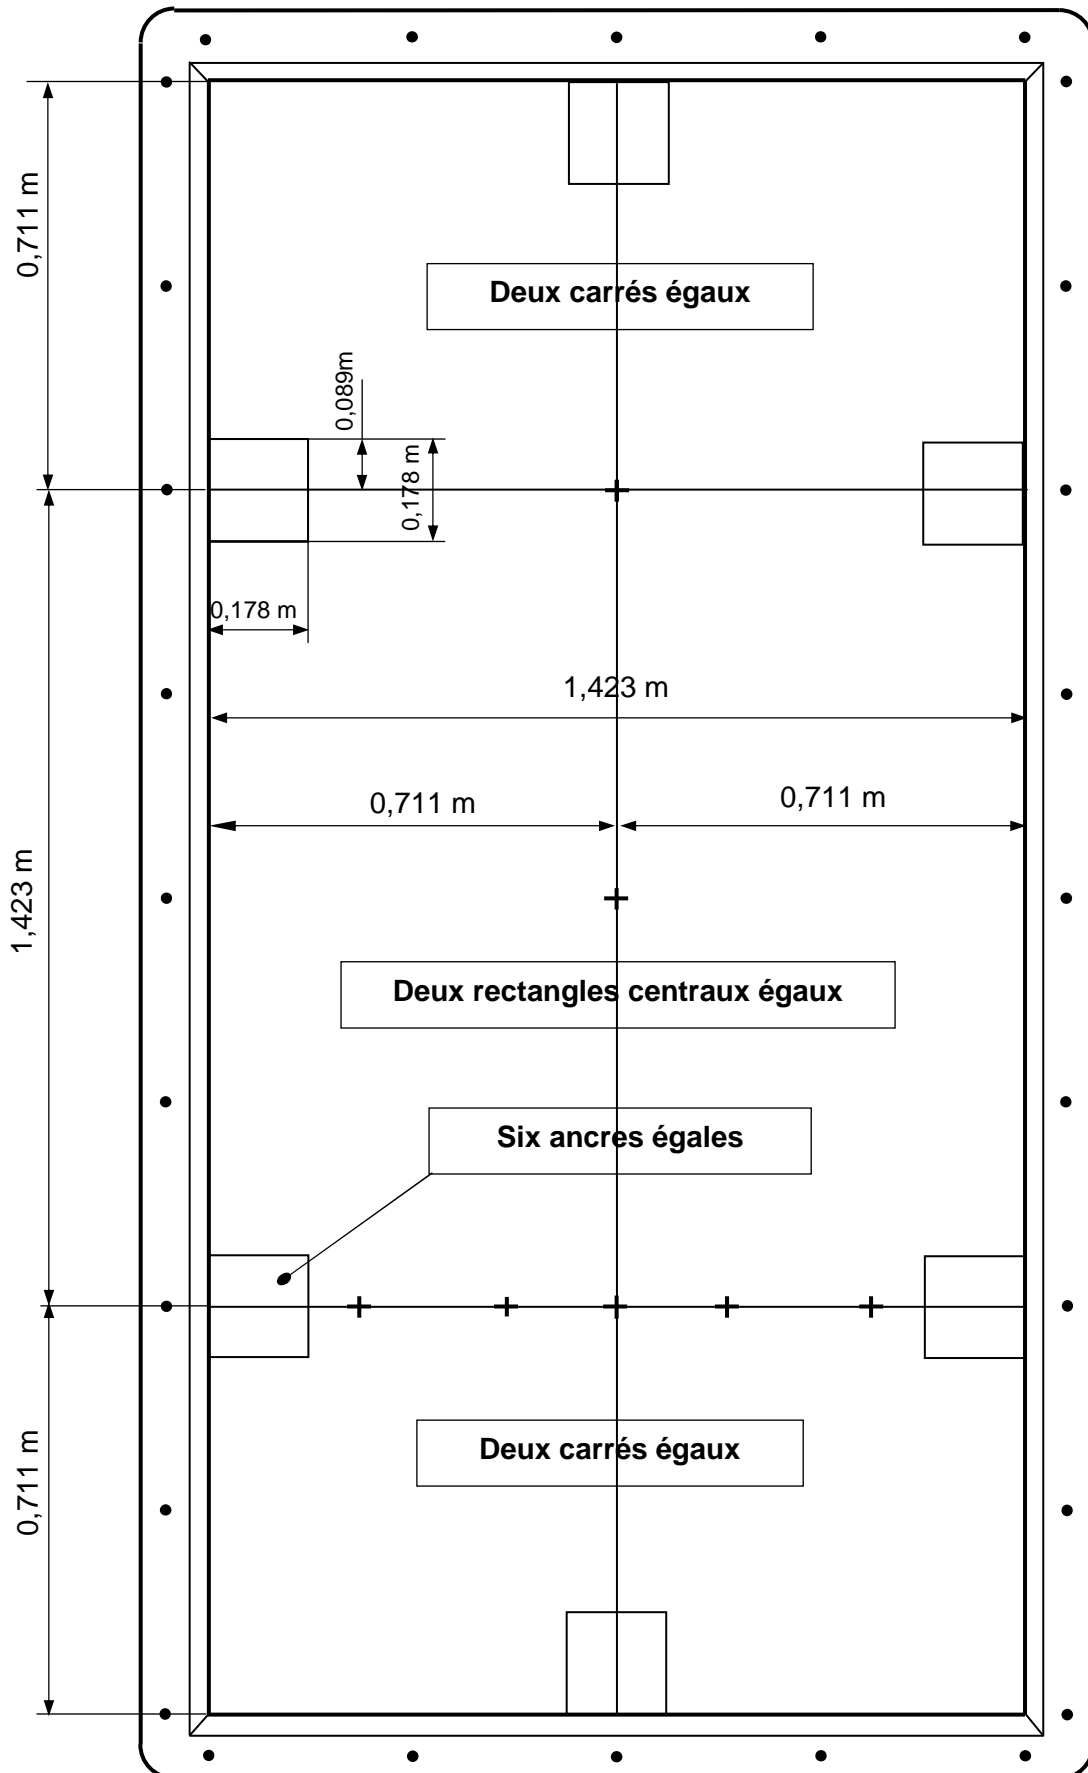 0,711 m
Deux carrés égaux
0,089m
0,178 m
0,178 m
1,423 m
0,711 m
0,711 m
1,423 m
Deux rectangles centraux égaux
Six ancres égales
Deux carrés égaux
0,711 m